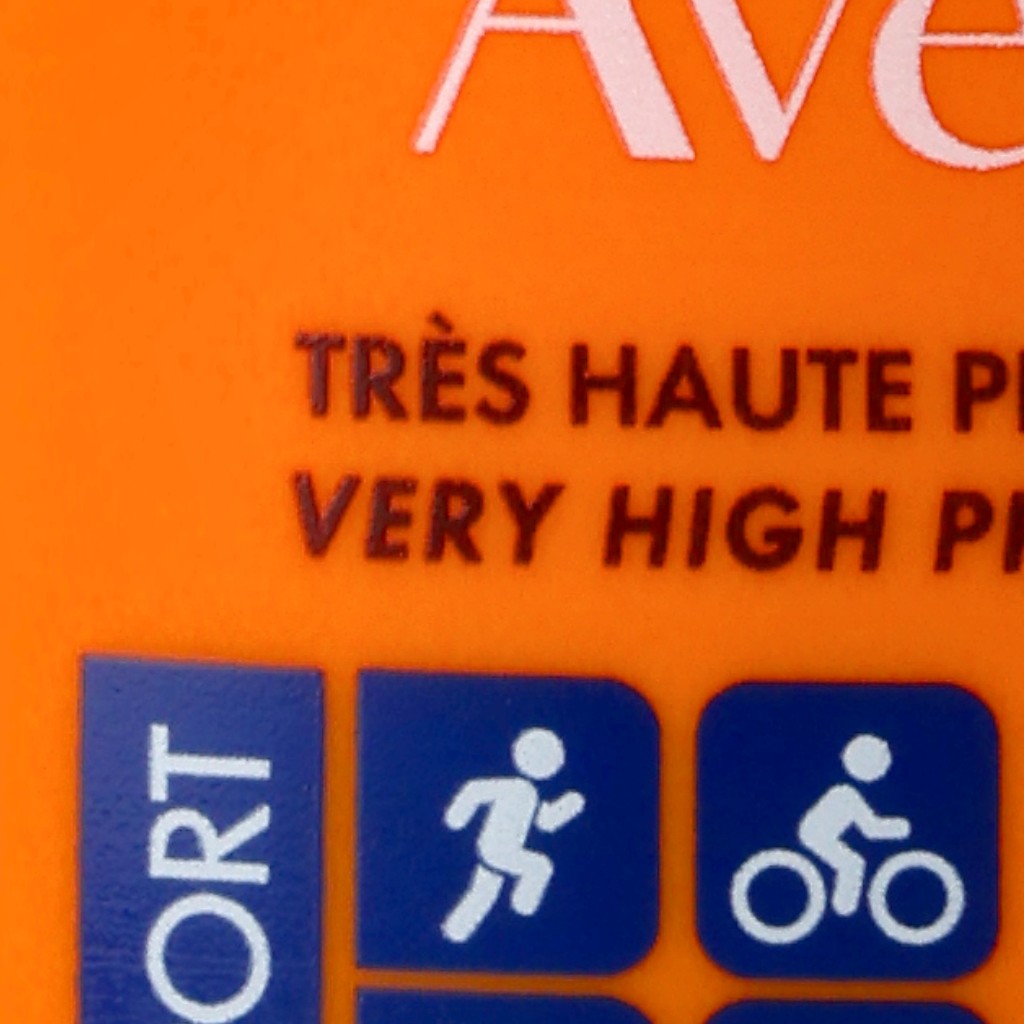 Ave
TRÈS HAUTE P
VERY HIGH P
ORT